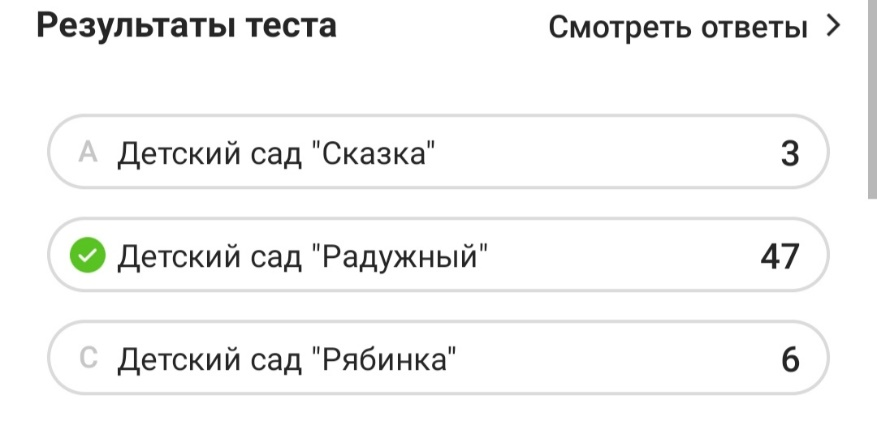 Результаты теста
Смотреть ответы >
A Детский сад "Сказка" 3
Детский сад "Радужный" 47
C Детский сад "Рябинка" 6